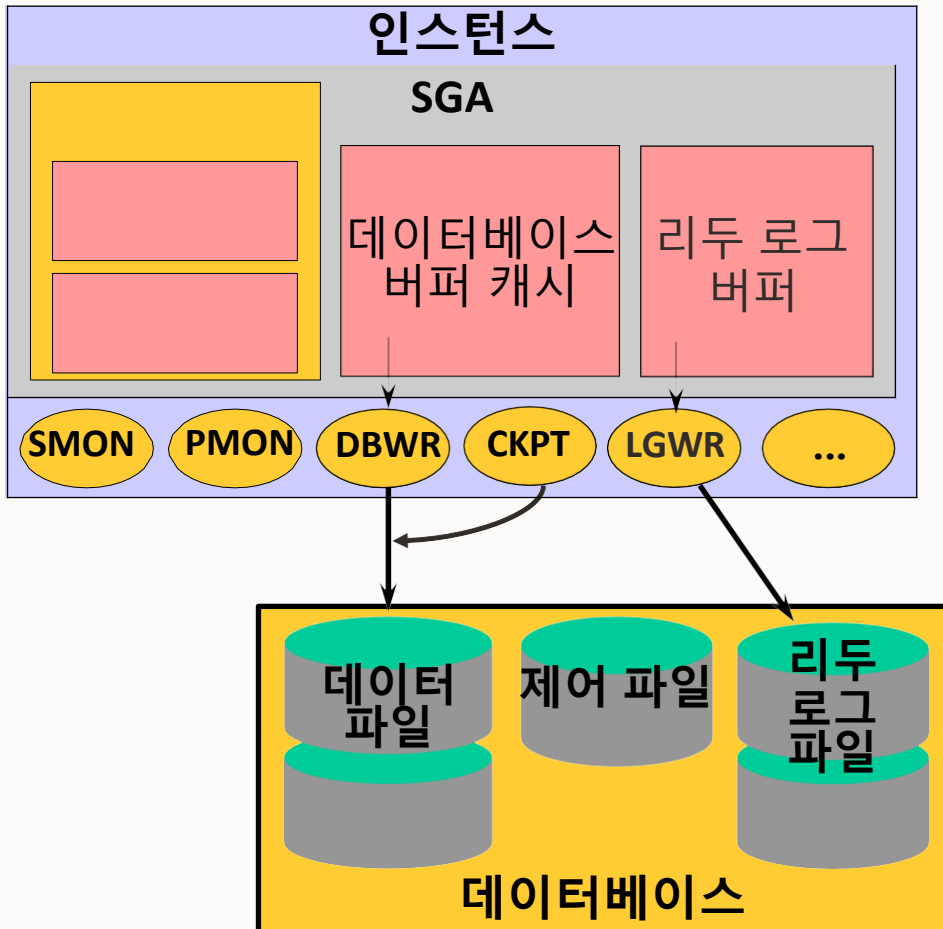 인스턴스
SGA
데이터베이스
버퍼 캐시
리두 로그
버퍼
SMON
PMON
DBWR
CKPT
LGWR
...
데이터
파일
제어 파일
리두
로그
파일
데이터베이스